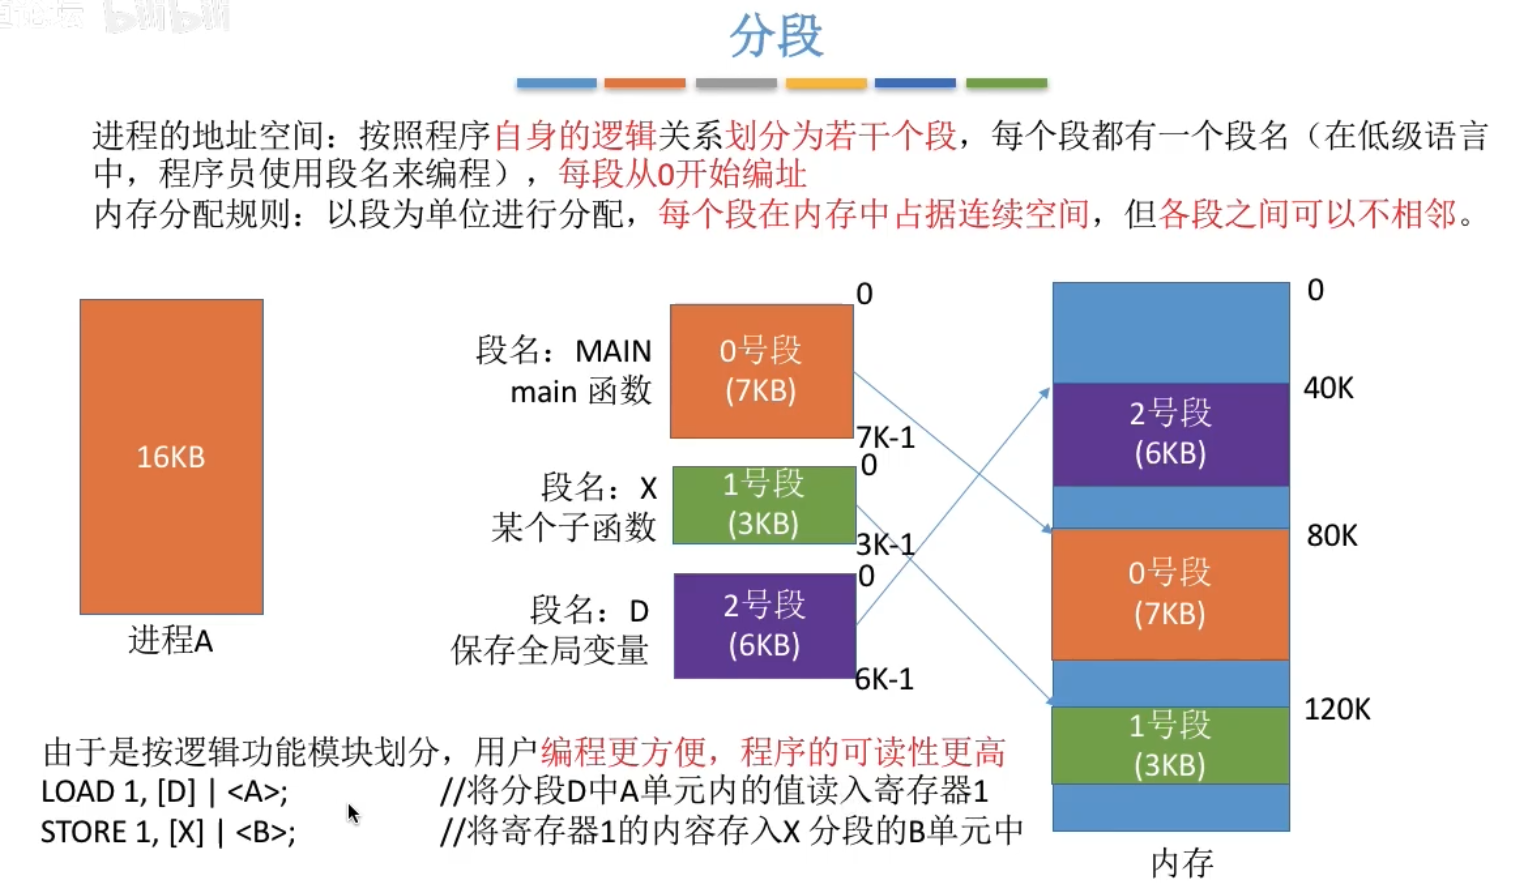 bilibili
分段
进程的地址空间：按照程序自身的逻辑关系划分为若干个段，每个段都有一个段名（在低级语言
中，程序员使用段名来编程），每段从0开始编址
内存分配规则：以段为单位进行分配，每个段在内存中占据连续空间，但各段之间可以不相邻。
16KB
进程A
段名：MAIN
main 函数
0号段
(7KB)
0
7K-1
段名：X
某个子函数
1号段
(3KB)
0
3K-1
段名：D
保存全局变量
2号段
(6KB)
0
6K-1
0
2号段
(6KB)
40K
0号段
(7KB)
80K
1号段
(3KB)
120K
内存
由于是按逻辑功能模块划分，用户编程更方便，程序的可读性更高
LOAD 1, [D] | <A>; //将分段D中A单元内的值读入寄存器1
STORE 1, [X] | <B>; //将寄存器1的内容存入X 分段的B单元中